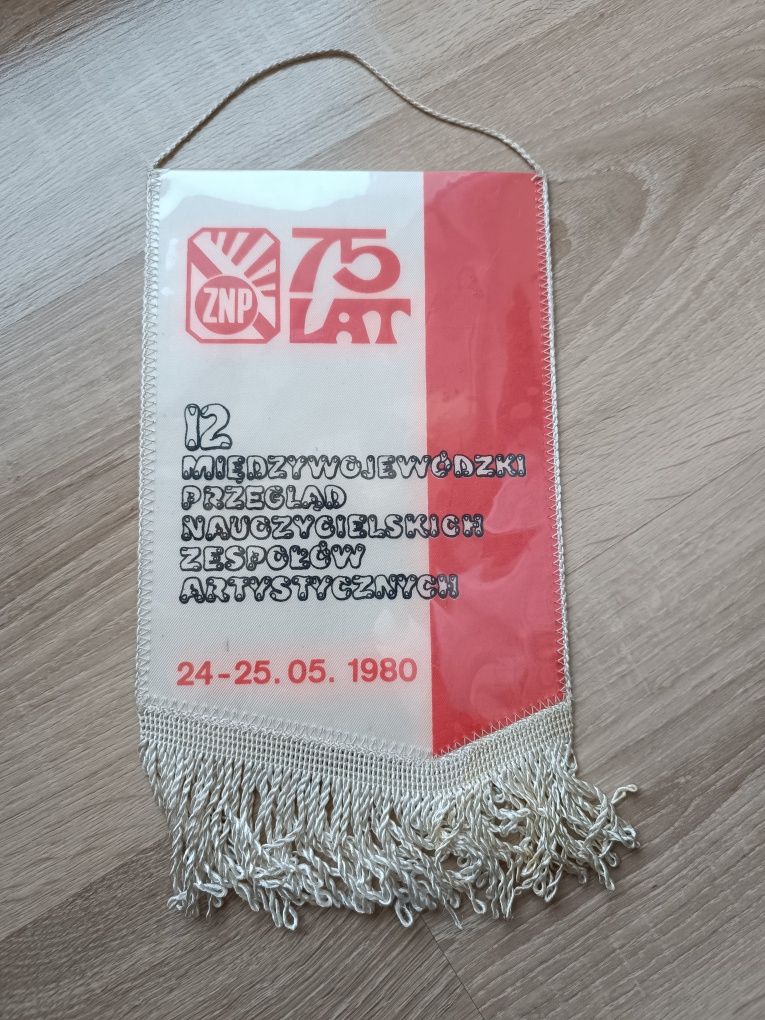 ZNP
75
LAT
12
MIĘDZYWOJEWÓDZKI
PRZEGLĄD
NAUCZYCIELSKICH
ZESPOŁÓW
ARTYSTYCZNYCH
24-25.05.1980